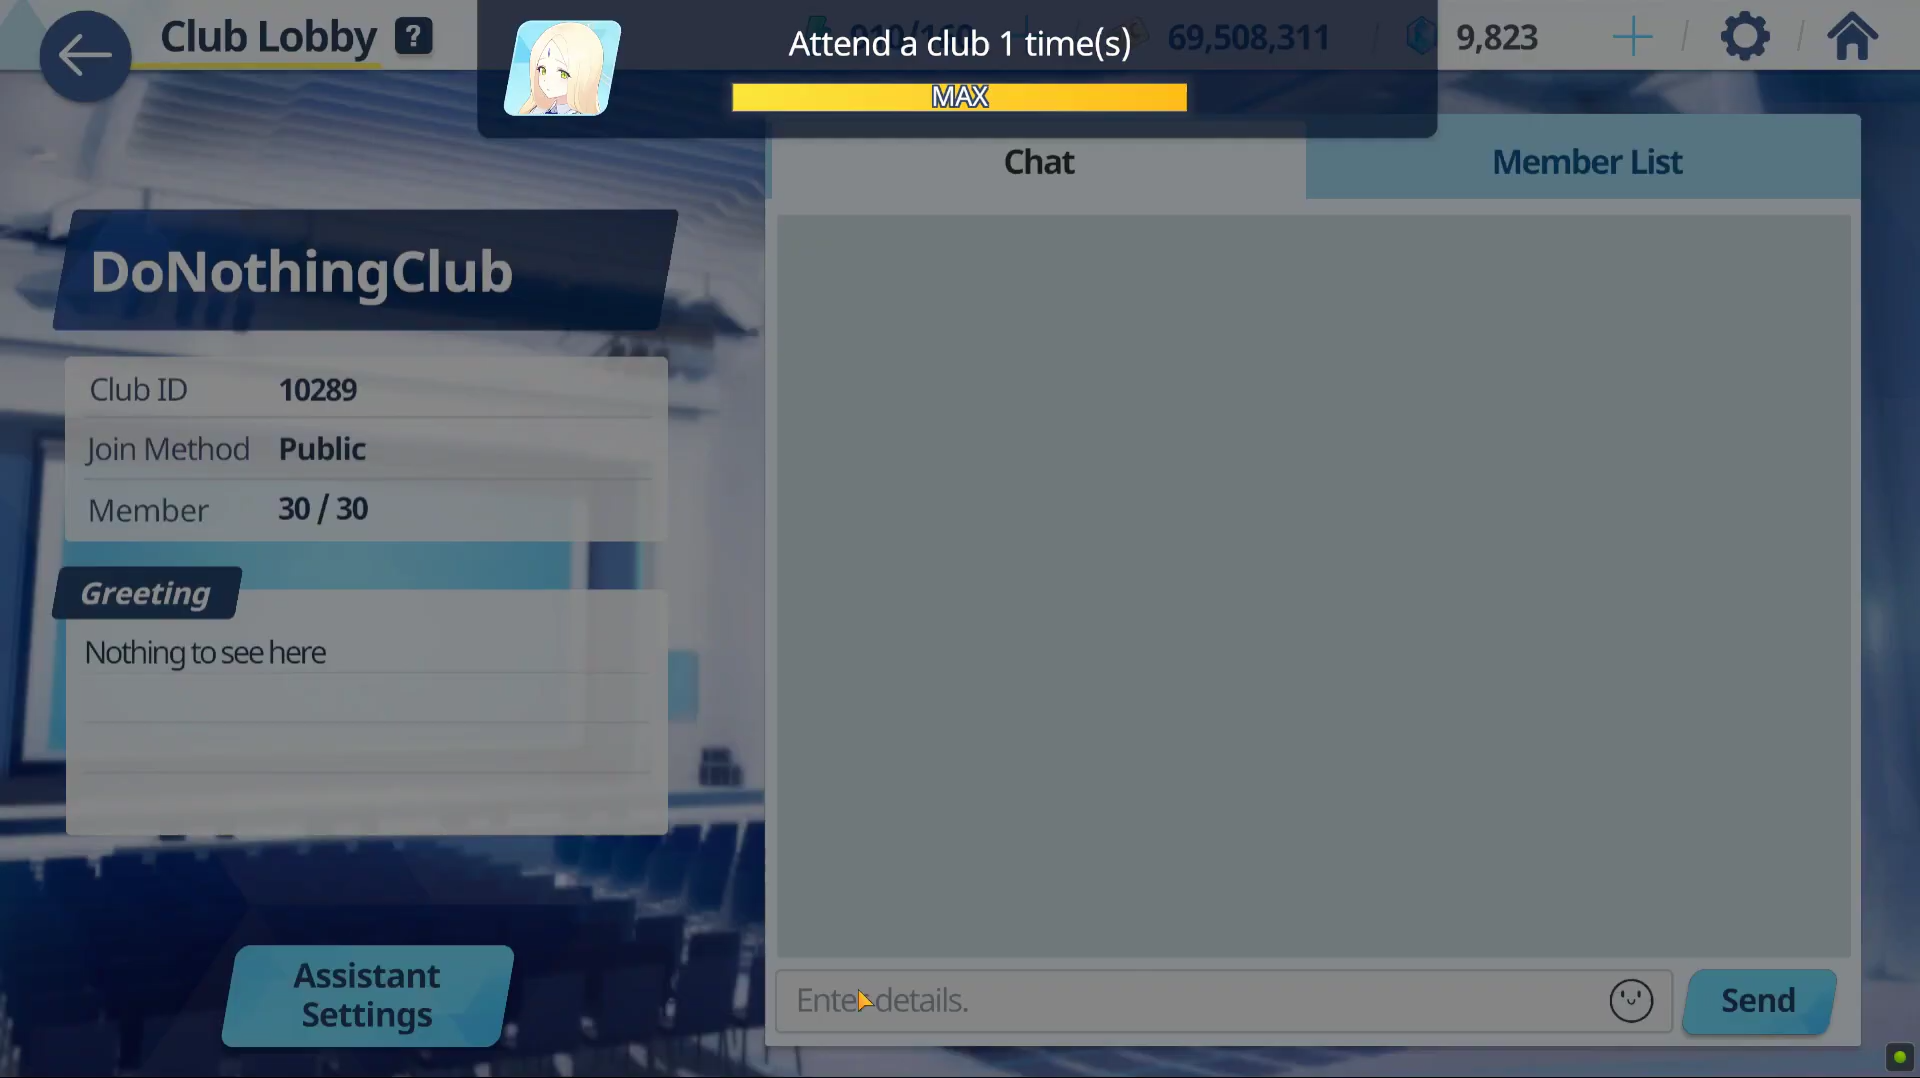 Club Lobby ?
Attend a club 1 time(s)
MAX
69,508,311
9,823
Chat
Member List
DoNothingClub
Club ID 10289
Join Method Public
Member 30 / 30
Greeting
Nothing to see here
Assistant
Settings
Enter details.
Send